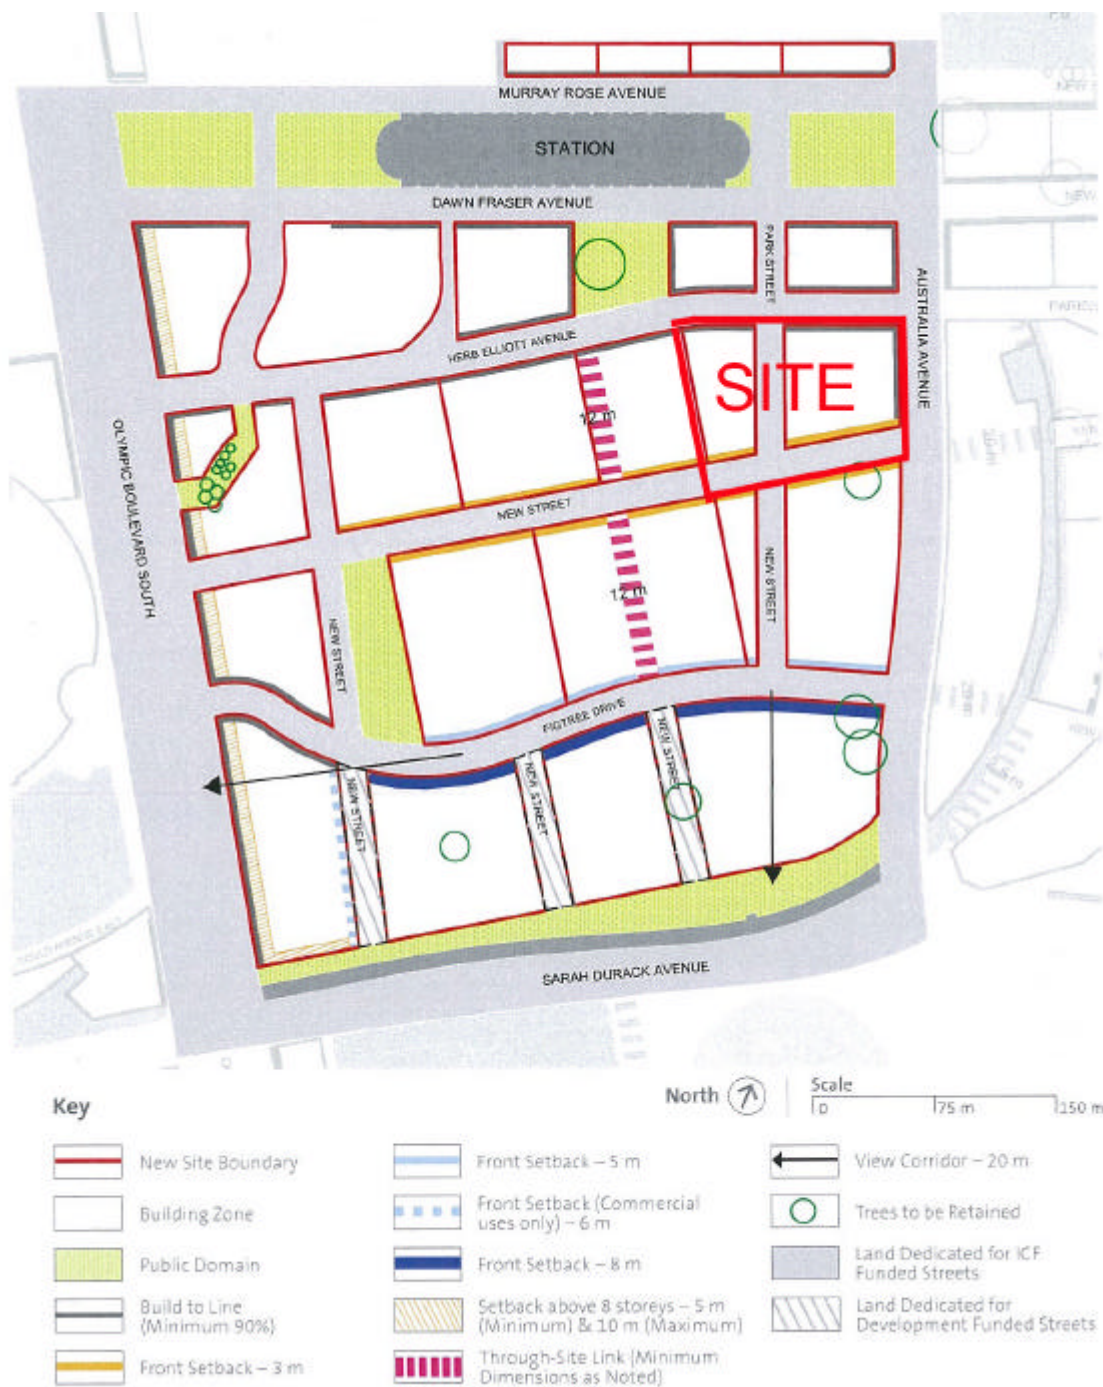 MURRAY ROSE AVENUE
STATION
DAWN FRASER AVENUE
NEW
PARK STREET
AUSTRALIA AVENUE
HERB ELLIOTT AVENUE
SITE
12 m
OLYMPIC BOULEVARD SOUTH
NEW STREET
12 m
NEW STREET
NEW STREET
FIGTREE DRIVE
NEW STREET
NEW STREET
NEW STREET
SARAH DURACK AVENUE
Key
North
Scale
0 75 m 150 m
New Site Boundary
Building Zone
Public Domain
Build to Line
(Minimum 90%)
Front Setback – 3 m
Front Setback – 5 m
Front Setback (Commercial
uses only) – 6 m
Front Setback – 8 m
Setback above 8 storeys – 5 m
(Minimum) & 10 m (Maximum)
Through-Site Link (Minimum
Dimensions as Noted)
View Corridor – 20 m
Trees to be Retained
Land Dedicated for ICF
Funded Streets
Land Dedicated for
Development Funded Streets